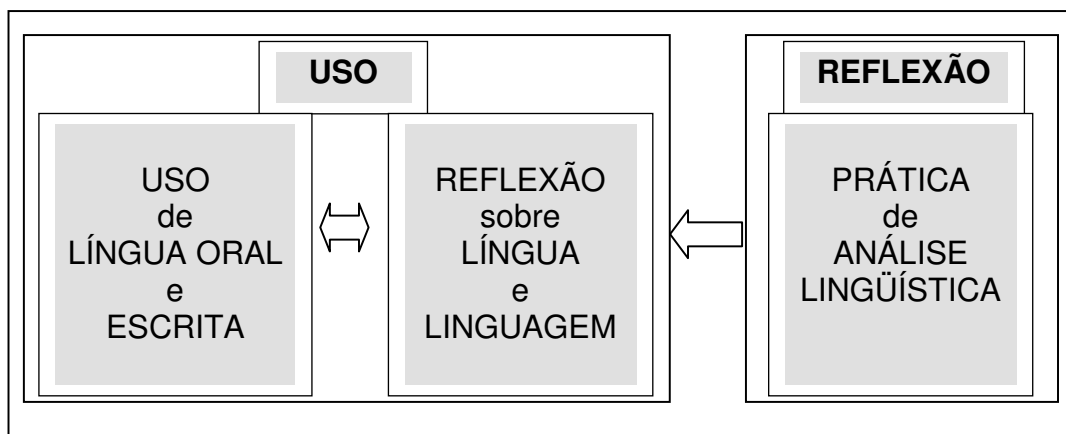 USO
USO
de
LÍNGUA ORAL
e
ESCRITA
REFLEXÃO
sobre
LÍNGUA
e
LINGUAGEM
REFLEXÃO
PRÁTICA
de
ANÁLISE
LINGÜÍSTICA